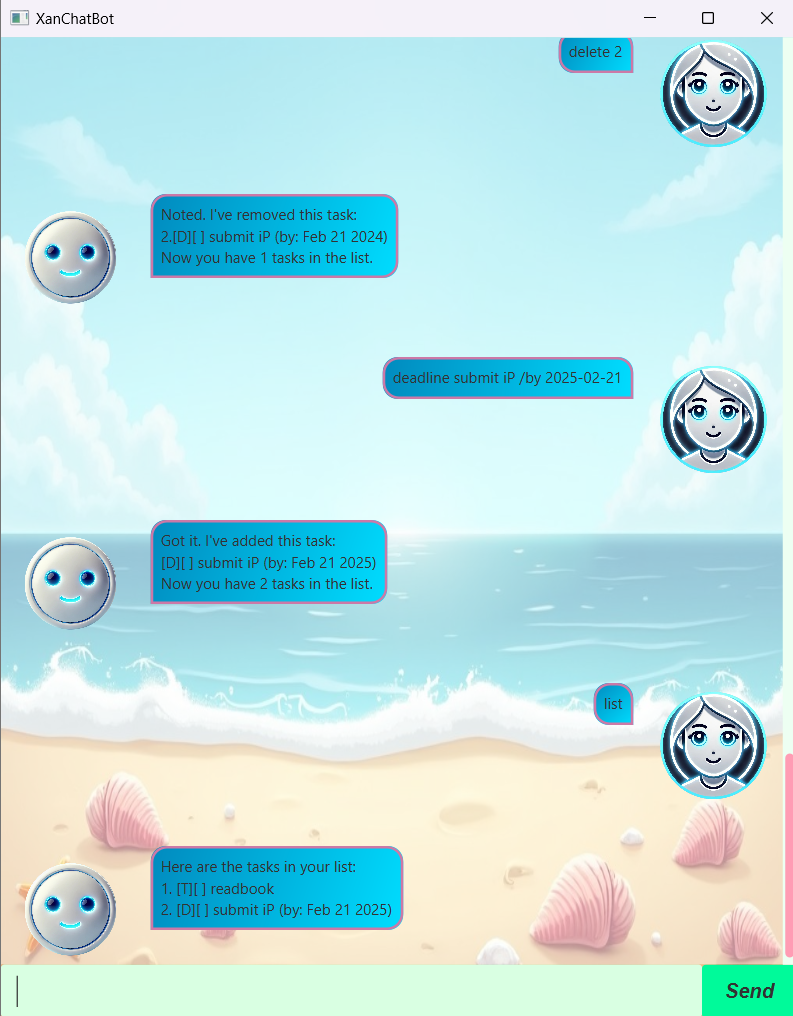 XanChatBot
delete 2
Noted. I've removed this task:
2.[D][ ] submit iP (by: Feb 21 2024)
Now you have 1 tasks in the list.
deadline submit iP /by 2025-02-21
Got it. I've added this task:
[D][ ] submit iP (by: Feb 21 2025)
Now you have 2 tasks in the list.
list
Here are the tasks in your list:
1. [T][ ] readbook
2. [D][ ] submit iP (by: Feb 21 2025)
Send